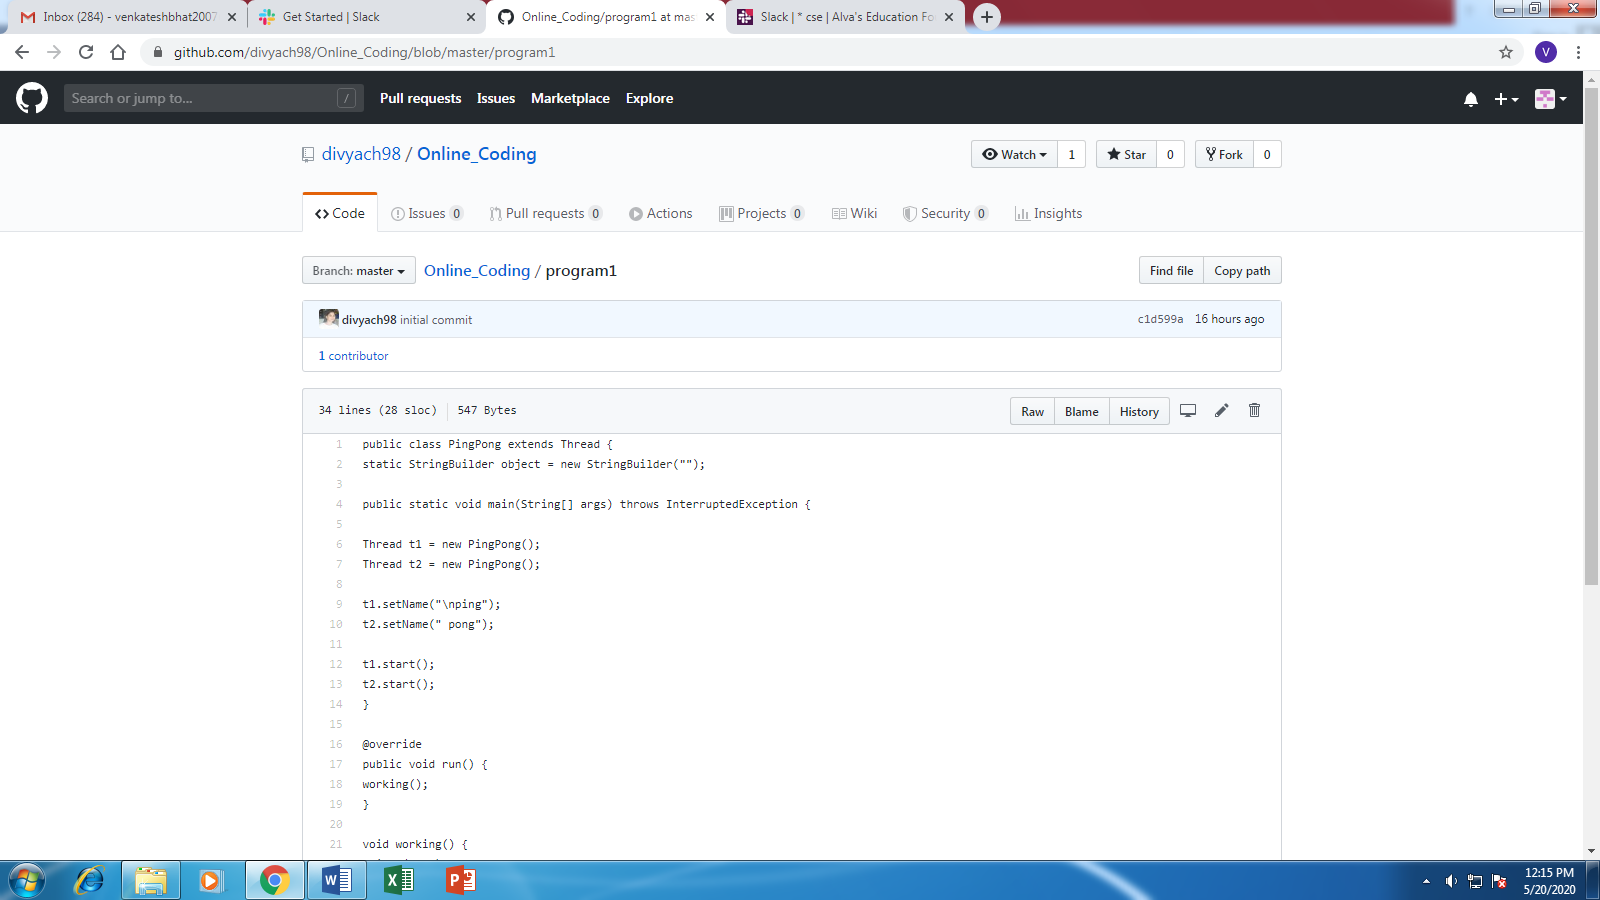 Inbox (284) - venkateshbhat2007
Get Started | Slack
Online_Coding/program1 at mas
Slack | * cse | Alva's Education Fo
github.com/divyach98/Online_Coding/blob/master/program1
V
Search or jump to...
/
Pull requests
Issues
Marketplace
Explore
divyach98 / Online_Coding
Watch 1
Star 0
Fork 0
Code
Issues 0
Pull requests 0
Actions
Projects 0
Wiki
Security 0
Insights
Branch: master
Online_Coding / program1
Find file
Copy path
divyach98 initial commit
c1d599a 16 hours ago
1 contributor
34 lines (28 sloc) 547 Bytes
Raw
Blame
History
1 public class PingPong extends Thread {
2 static StringBuilder object = new StringBuilder("");
3
4 public static void main(String[] args) throws InterruptedException {
5
6 Thread t1 = new PingPong();
7 Thread t2 = new PingPong();
8
9 t1.setName("\nping");
10 t2.setName(" pong");
11
12 t1.start();
13 t2.start();
14 }
15
16 @override
17 public void run() {
18 working();
19 }
20
21 void working() {
12:15 PM
5/20/2020